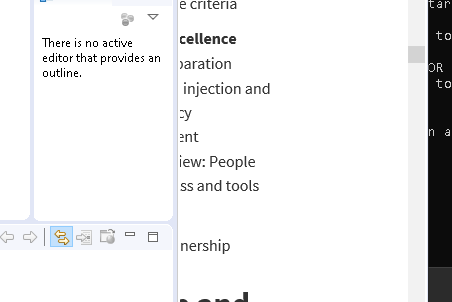 e criteria
There is no active
editor that provides an
outline.
cellence
paration
injection and
cy
ent
iew: People
ss and tools
nership
and
tar
to
OR
to
n a